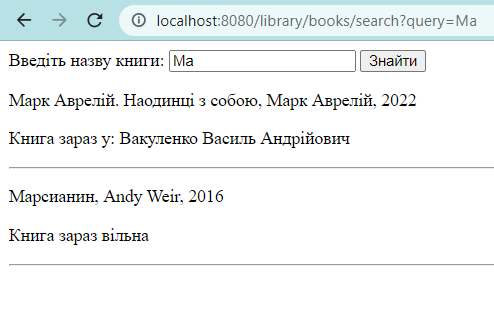 localhost:8080/library/books/search?query=Ma
Введіть назву книги: Ма Знайти
Марк Аврелій. Наодинці з собою, Марк Аврелій, 2022
Книга зараз у: Вакуленко Василь Андрійович
Марсианин, Andy Weir, 2016
Книга зараз вільна